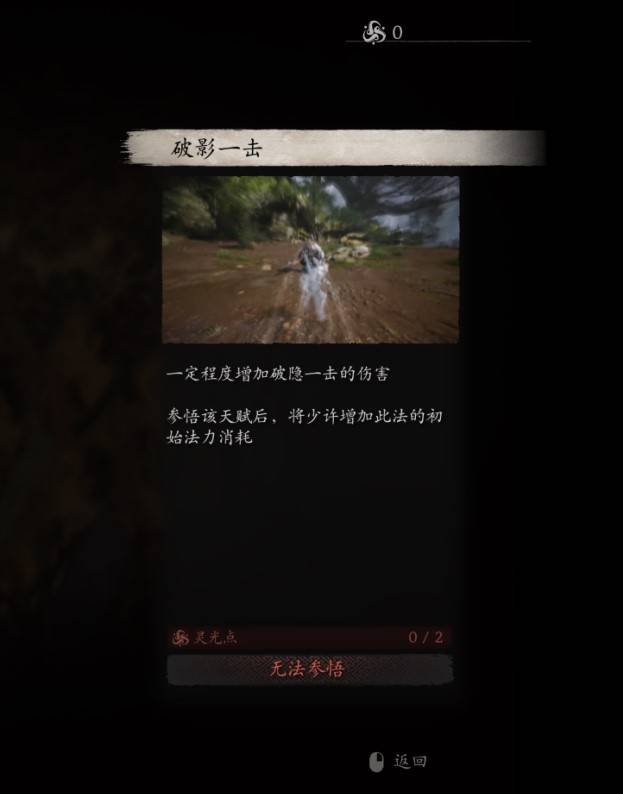 0
破影一击
一定程度增加破隐一击的伤害
参悟该天赋后，将少许增加此法的初
始法力消耗
灵光点 0/2
无法参悟
返回